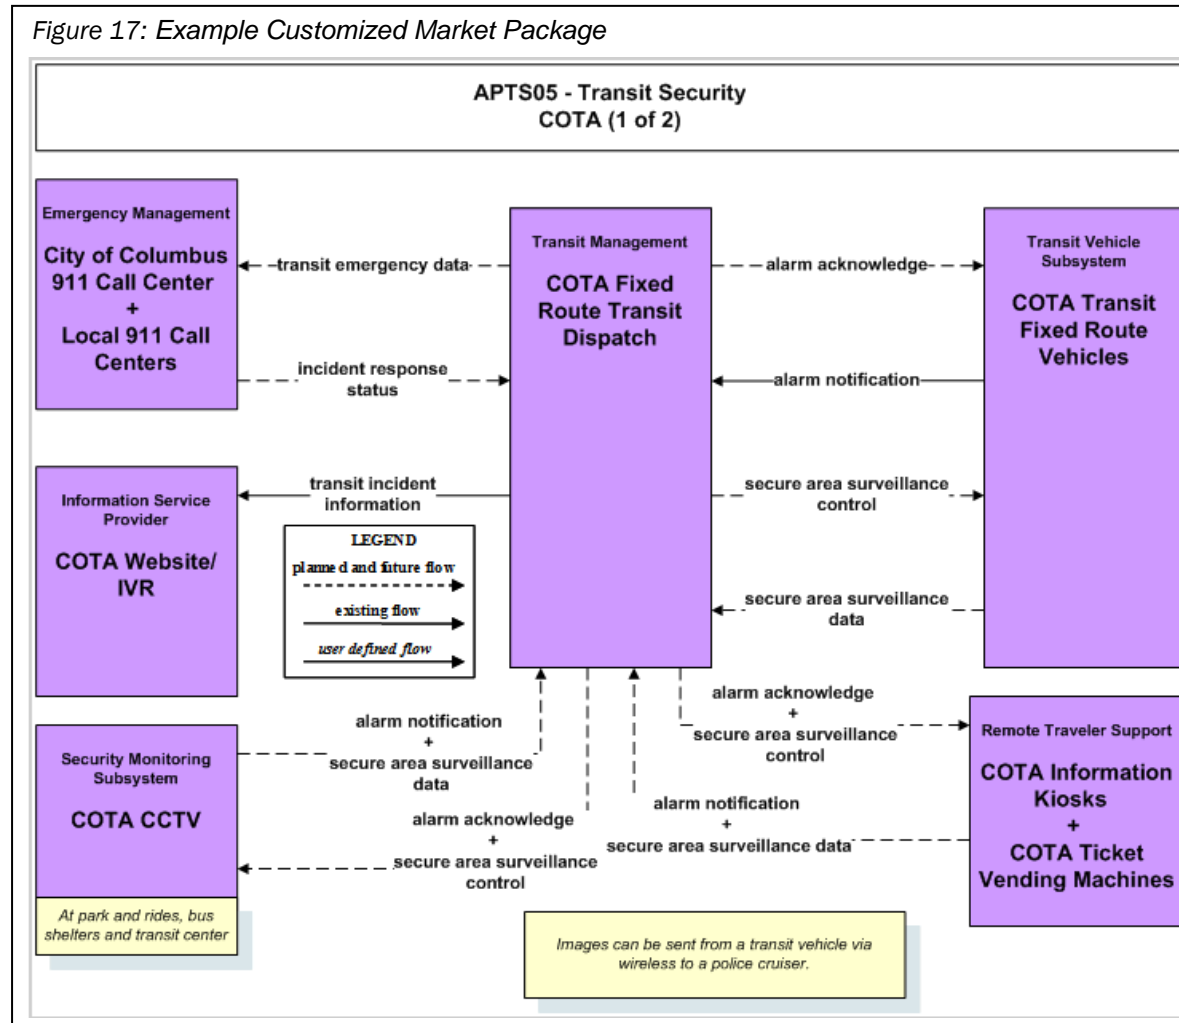 Figure 17: Example Customized Market Package
APTS05 - Transit Security
COTA (1 of 2)
Emergency Management
City of Columbus
911 Call Center
+
Local 911 Call
Centers
transit emergency data
incident response
status
Transit Management
COTA Fixed
Route Transit
Dispatch
alarm acknowledge
alarm notification
secure area surveillance
control
secure area surveillance
data
Transit Vehicle
Subsystem
COTA Transit
Fixed Route
Vehicles
Information Service
Provider
COTA Website/
IVR
transit incident
information
LEGEND
planned and future flow
existing flow
user defined flow
Security Monitoring
Subsystem
COTA CCTV
At park and rides, bus
shelters and transit center
alarm notification
+
secure area surveillance
data
alarm acknowledge
+
secure area surveillance
control
alarm acknowledge
+
secure area surveillance
control
alarm notification
+
secure area surveillance data
Remote Traveler Support
COTA Information
Kiosks
+
COTA Ticket
Vending Machines
Images can be sent from a transit vehicle via
wireless to a police cruiser.